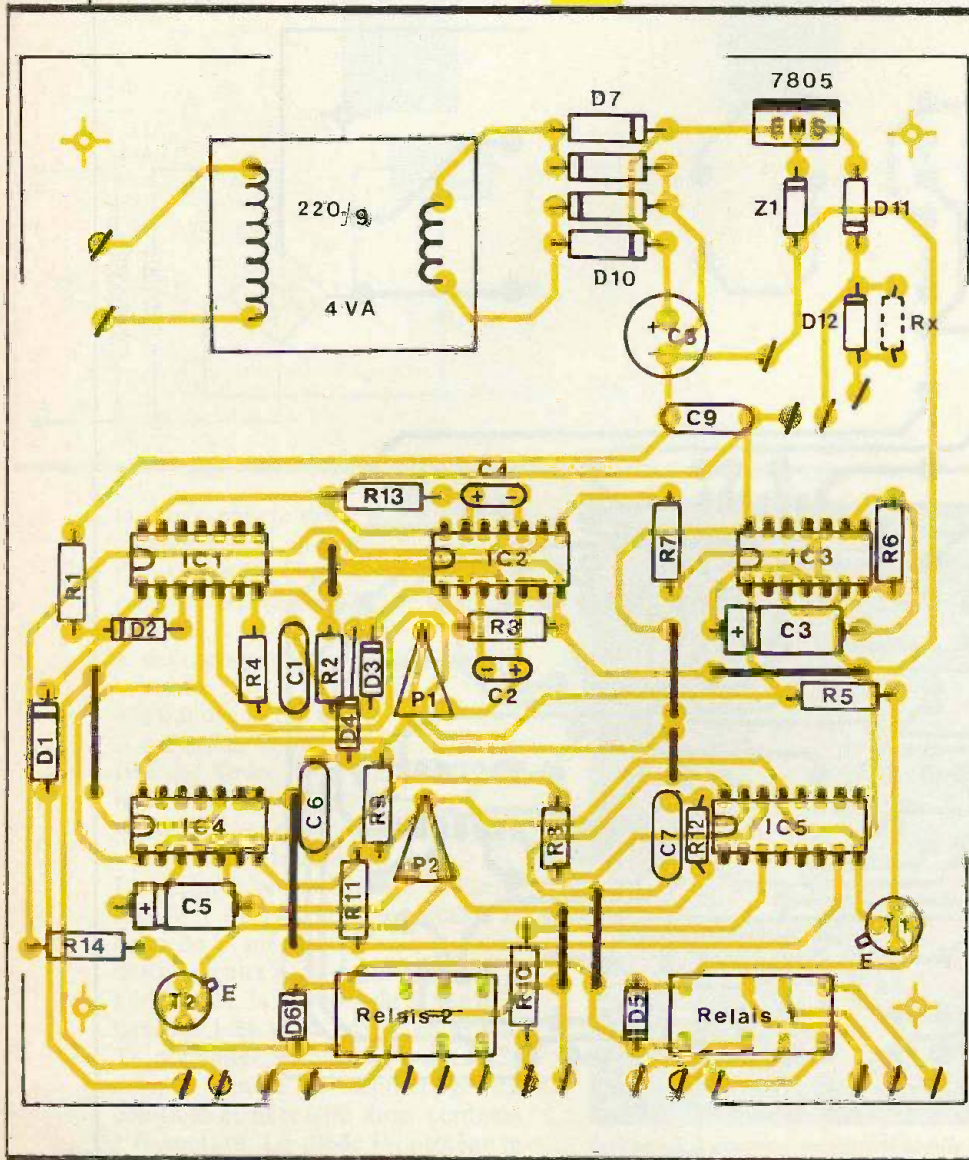 7805
D7
E M S
220/9
Z1
D11
D10
4 VA
D12
Rx
+ C8
-
C9
C4
R13
+ -
R1
IC1
IC2
R7
IC3
R6
D2
R3
+ C3
R4
C1
R2
D3
- +
C2
P1
R5
D4
D1
C6
R9
IC4
R8
C7
R12
IC5
P2
R11
+ C5
T1
E
R14
T2
E
R10
D6
Relais 2
D5
Relais 1